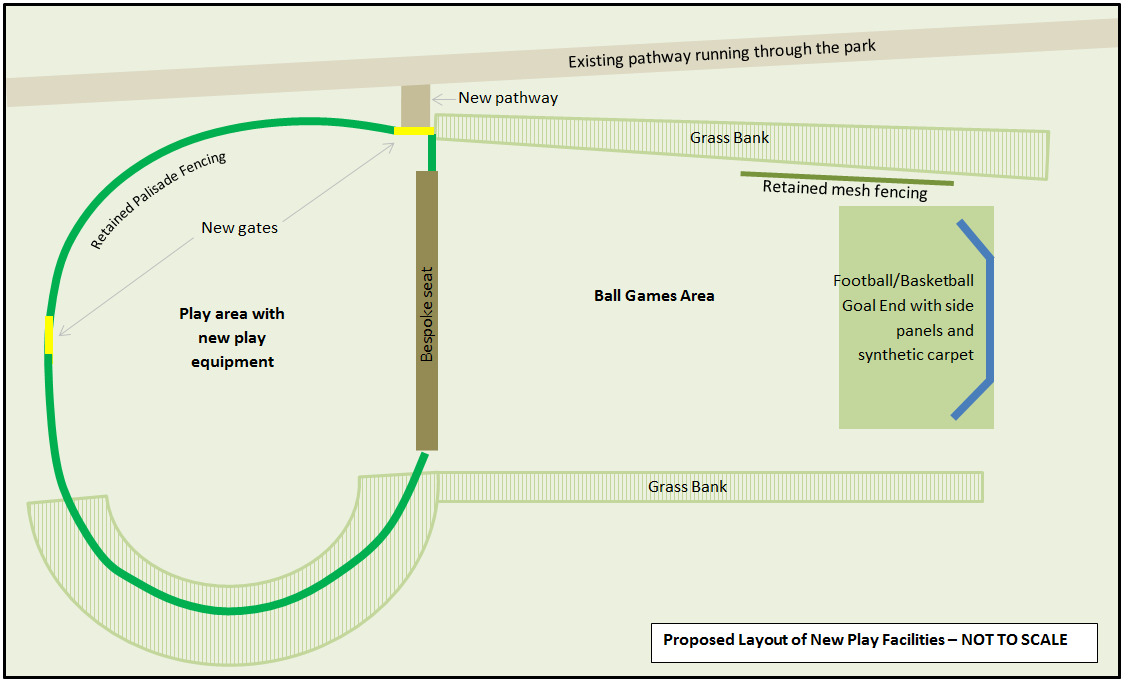 Existing pathway running through the park
New pathway
Grass Bank
Retained Palisade Fencing
Retained mesh fencing
New gates
Bespoke seat
Play area with
new play
equipment
Ball Games Area
Football/Basketball
Goal End with side
panels and
synthetic carpet
Grass Bank
Proposed Layout of New Play Facilities – NOT TO SCALE